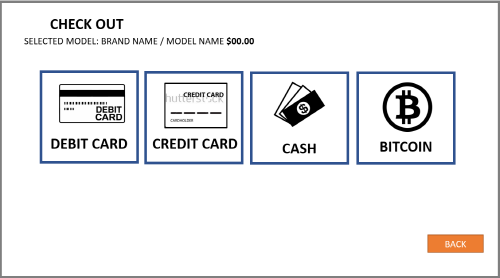 CHECK OUT
SELECTED MODEL: BRAND NAME / MODEL NAME $00.00
DEBIT
CARD
DEBIT CARD
CREDIT CARD
shutterstock
CARDHOLDER
CREDIT CARD
CASH
BITCOIN
BACK